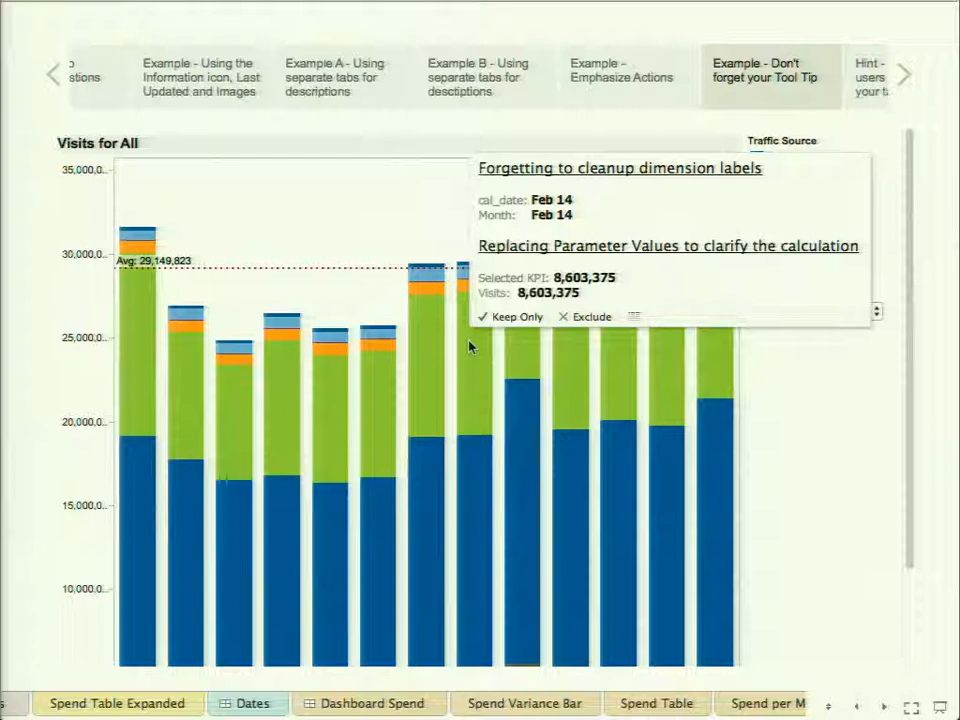 o
stions
Example - Using the
Information icon, Last
Updated and Images
Example A - Using
separate tabs for
descriptions
Example B - Using
separate tabs for
desctiptions
Example -
Emphasize Actions
Example - Don't
forget your Tool Tip
Hint -
users
your t
Visits for All
Traffic Source
35,000,0..
30,000,0..
25,000,0..
20,000,0..
15,000,0..
10,000,0..
Avg: 29,149,823
Forgetting to cleanup dimension labels
cal_date: Feb 14
Month: Feb 14
Replacing Parameter Values to clarify the calculation
Selected KPI: 8,603,375
Visits: 8,603,375
Keep Only Exclude
s
Spend Table Expanded
Dates
Dashboard Spend
Spend Variance Bar
Spend Table
Spend per M